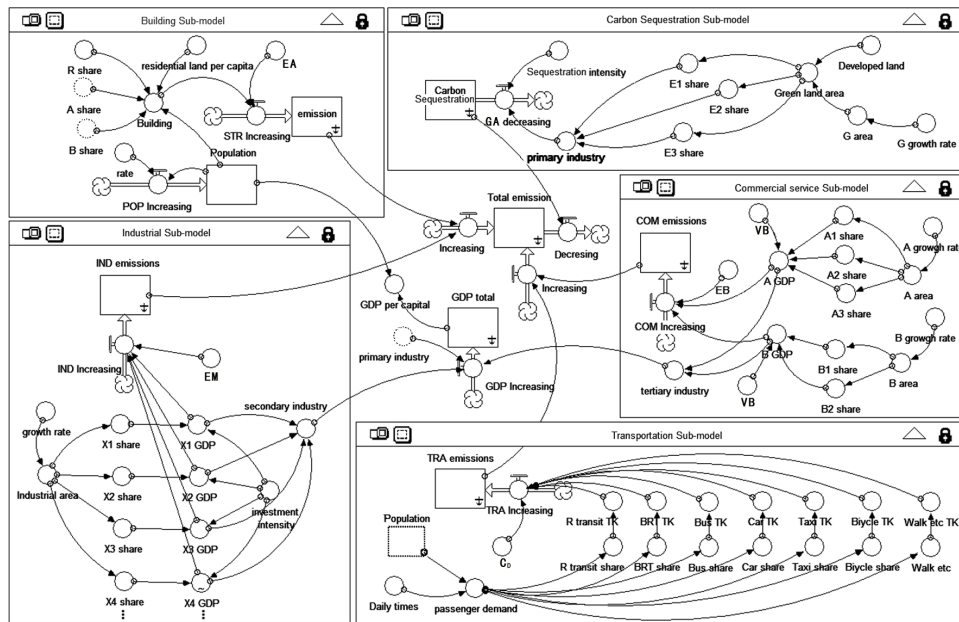 Building Sub-model
R share
residential land per capita
EA
A share
Building
STR Increasing
emission
B share
rate
Population
POP Increasing
Carbon Sequestration Sub-model
Carbon
Sequestration
Sequestration intensity
GA decreasing
primary industry
E1 share
E2 share
E3 share
Developed land
Green land area
G area
G growth rate
Industrial Sub-model
IND emissions
IND Increasing
EM
growth rate
secondary industry
Industrial area
X1 share
X1 GDP
X2 share
X2 GDP
investment
intensity
X3 share
X3 GDP
X4 share
X4 GDP
Total emission
Increasing
Decresing
Increasing
GDP per capital
GDP total
primary industry
GDP Increasing
tertiary industry
Commercial service Sub-model
COM emissions
VB
A1 share
A growgh rate
A2 share
A GDP
EB
A3 share
A area
COM Increasing
B growgh rate
B GDP
B1 share
B area
VB
B2 share
Transportation Sub-model
TRA emissions
TRA Increasing
R transit TK
BRT TK
Bus TK
Car TK
Taxi TK
Biycle TK
Walk etc TK
Population
CD
R transit share
BRT share
Bus share
Car share
Taxi share
Biycle share
Walk etc
Daily times
passenger demand